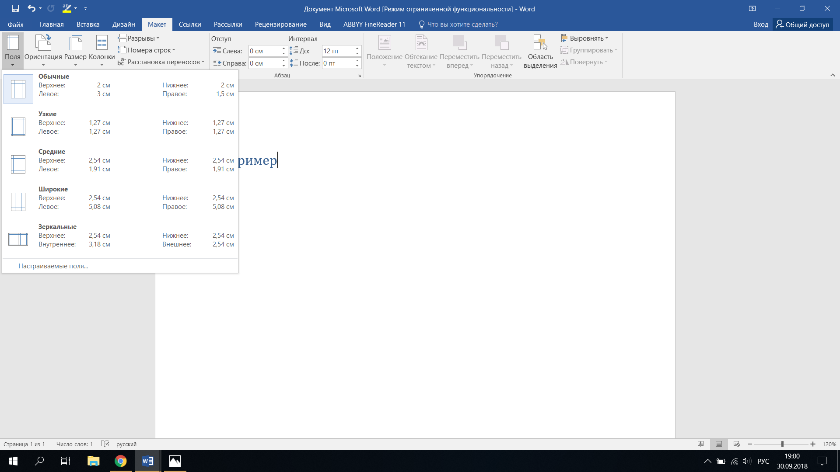 Документ Microsoft Word [Режим ограниченной функциональности] - Word
Файл Главная Вставка Дизайн Макет Ссылки Рассылки Рецензирование Вид ABBYY FineReader 11 Что вы хотите сделать? Вход Общий доступ
Поля Ориентация Размер Колонки
Разрывы
Номера строк
Расстановка переносов
Отступ Интервал
Слева: 0 см До: 12 пт
Справа: 0 см После: 0 пт
Абзац
Положение Обтекание текстом Переместить вперед Переместить назад Область выделения
Выровнять
Группировать
Повернуть
Упорядочение
Обычные
Верхнее: 2 см Нижнее: 2 см
Левое: 3 см Правое: 1,5 см
Узкие
Верхнее: 1,27 см Нижнее: 1,27 см
Левое: 1,27 см Правое: 1,27 см
Средние
Верхнее: 2,54 см Нижнее: 2,54 см
Левое: 1,91 см Правое: 1,91 см
Широкие
Верхнее: 2,54 см Нижнее: 2,54 см
Левое: 5,08 см Правое: 5,08 см
Зеркальные
Верхнее: 2,54 см Нижнее: 2,54 см
Внутреннее: 3,18 см Внешнее: 2,54 см
Настраиваемые поля...
ример
Страница 1 из 1 Число слов: 1 русский 120%
РУС 19:00
30.09.2018